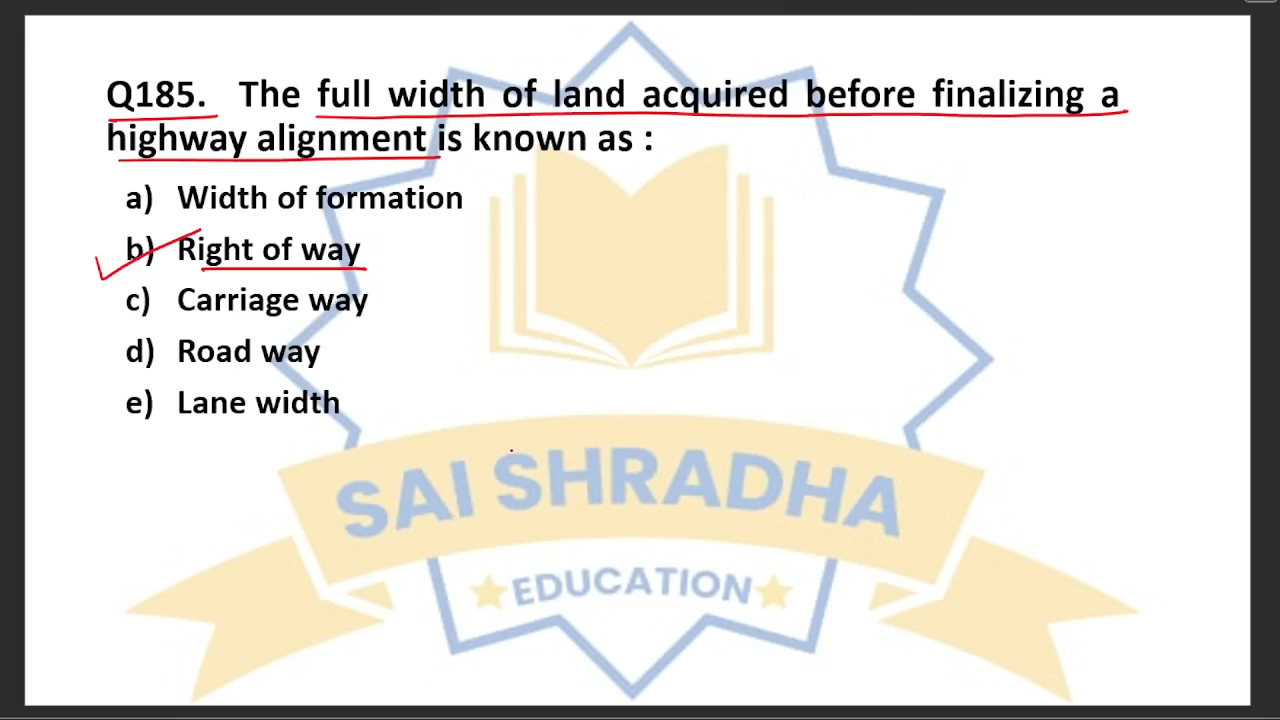 Q185. The full width of land acquired before finalizing a
highway alignment is known as :
a) Width of formation
b) Right of way
c) Carriage way
d) Road way
e) Lane width
SAI SHRADHA
EDUCATION